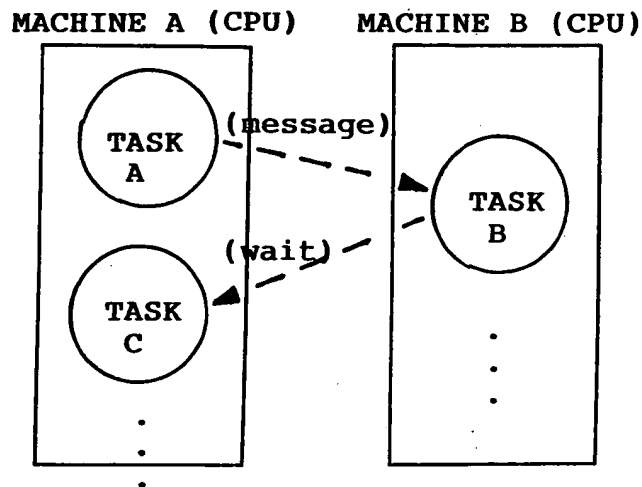 MACHINE A (CPU)
MACHINE B (CPU)
TASK
A
(message)
TASK
B
(wait)
TASK
C